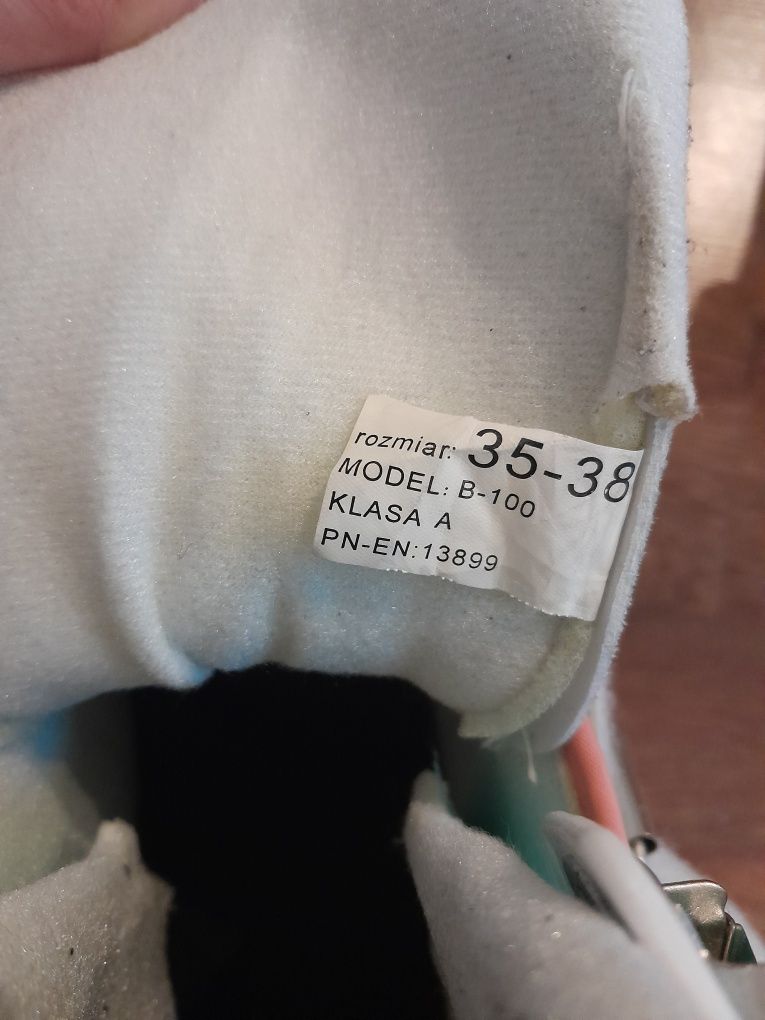 rozmiar: 35-38
MODEL: B-100
KLASA A
PN-EN:13899